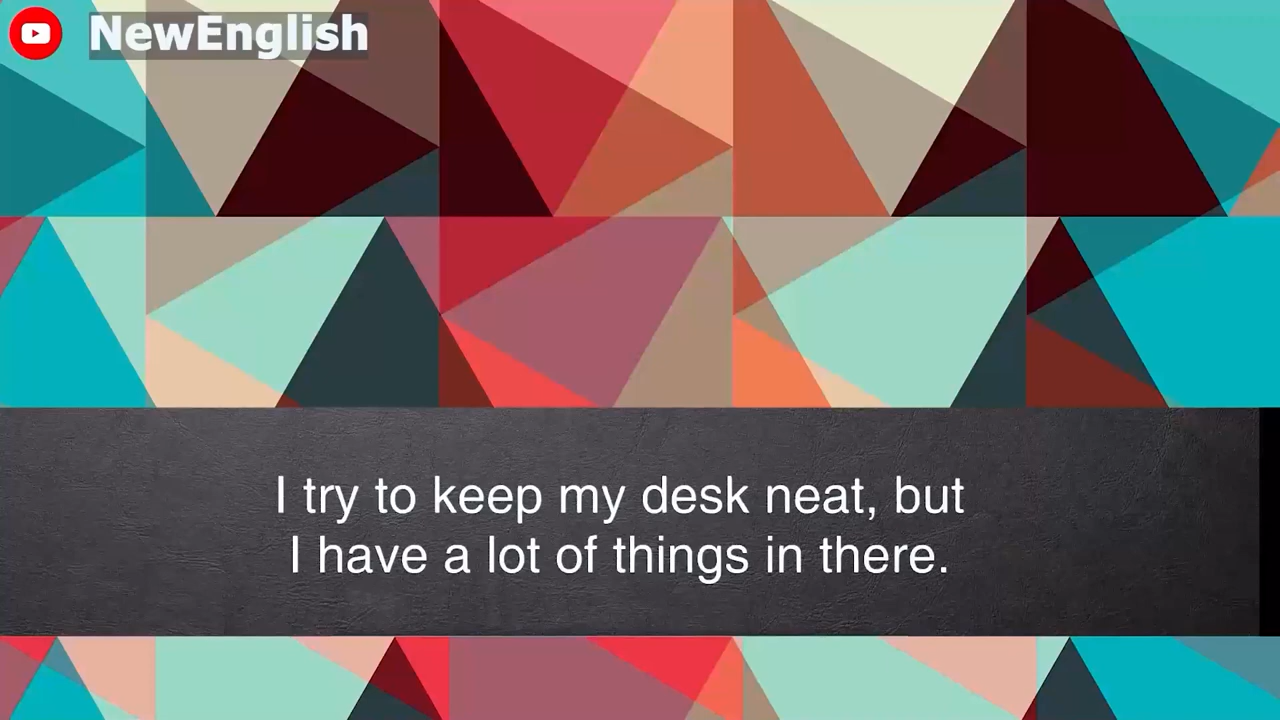 NewEnglish
I try to keep my desk neat, but
I have a lot of things in there.